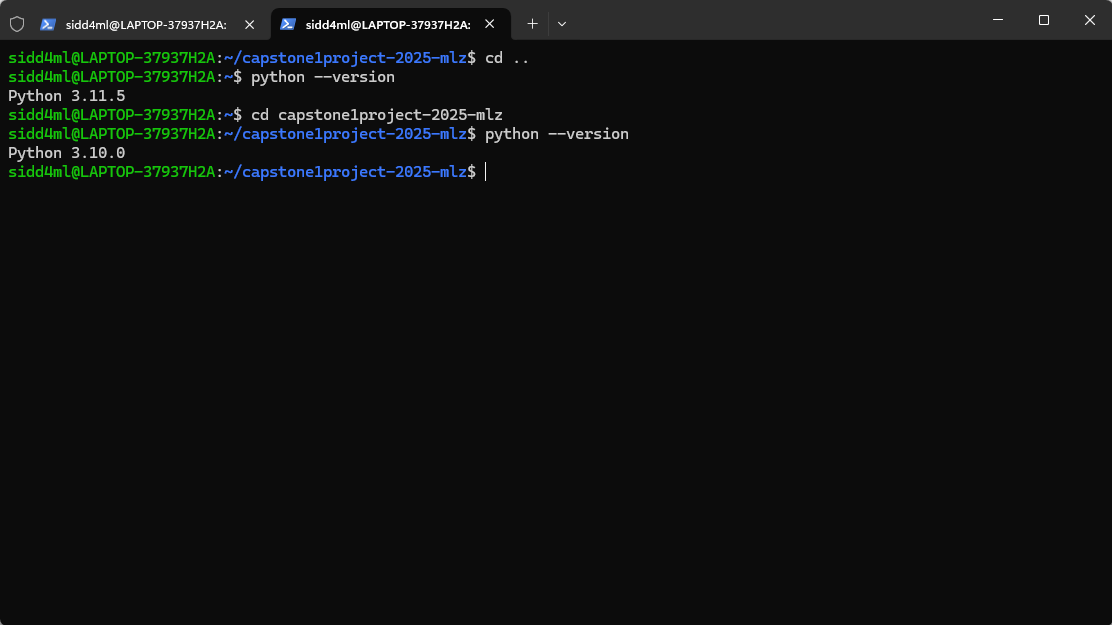 sidd4ml@LAPTOP-37937H2A: sidd4ml@LAPTOP-37937H2A:
sidd4ml@LAPTOP-37937H2A:~/capstone1project-2025-mlz$ cd ..
sidd4ml@LAPTOP-37937H2A:~$ python --version
Python 3.11.5
sidd4ml@LAPTOP-37937H2A:~$ cd capstone1project-2025-mlz
sidd4ml@LAPTOP-37937H2A:~/capstone1project-2025-mlz$ python --version
Python 3.10.0
sidd4ml@LAPTOP-37937H2A:~/capstone1project-2025-mlz$